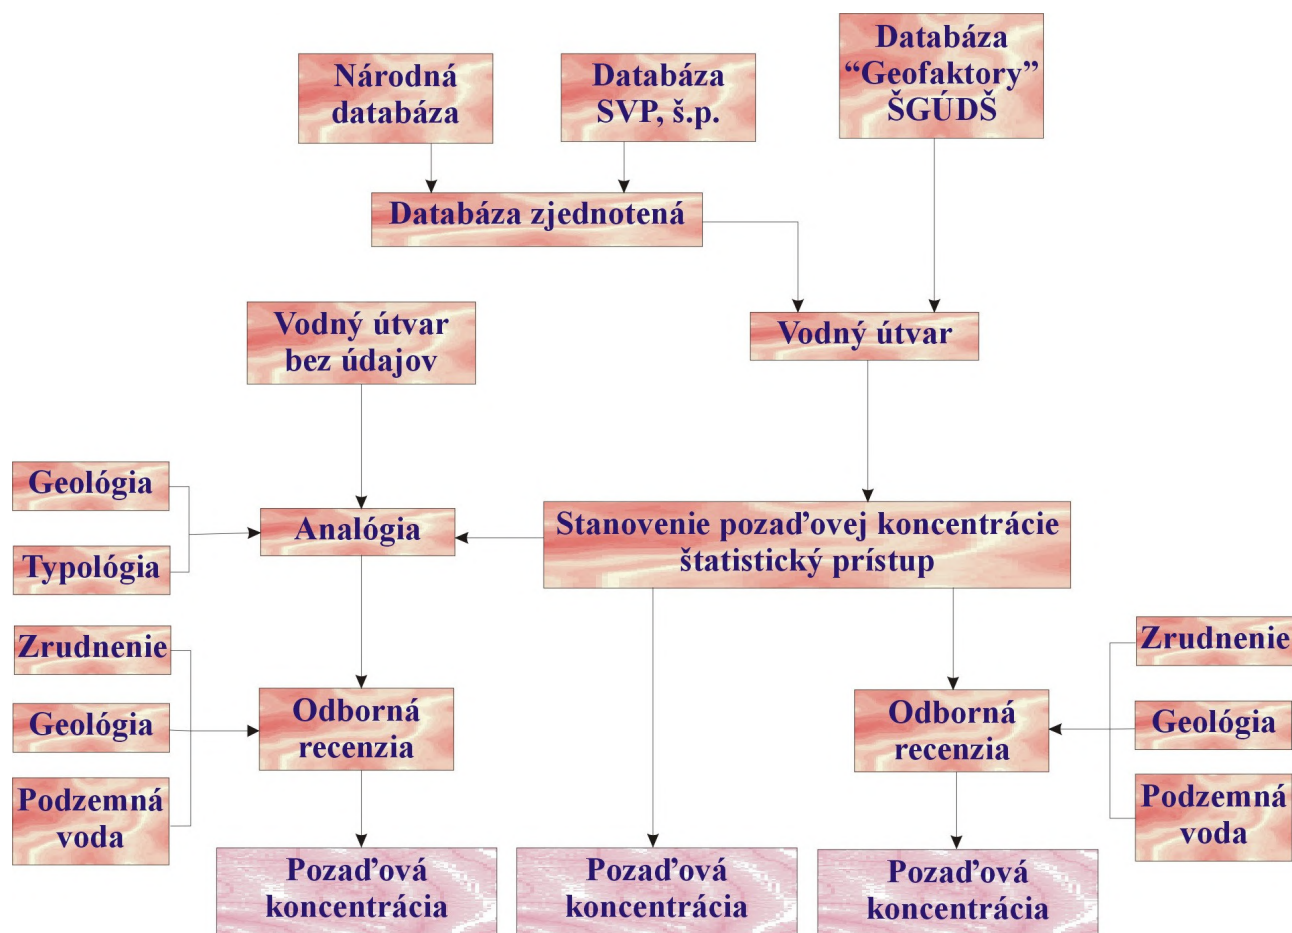 Národná
databáza
Databáza
SVP, š.p.
Databáza
“Geofaktory”
ŠGÚDŠ
Databáza zjednotená
Vodný útvar
bez údajov
Vodný útvar
Geológia
Typológia
Analógia
Stanovenie pozaďovej koncentrácie
štatistický prístup
Zrudnenie
Geológia
Podzemná
voda
Odborná
recenzia
Odborná
recenzia
Zrudnenie
Geológia
Podzemná
voda
Pozaďová
koncentrácia
Pozaďová
koncentrácia
Pozaďová
koncentrácia